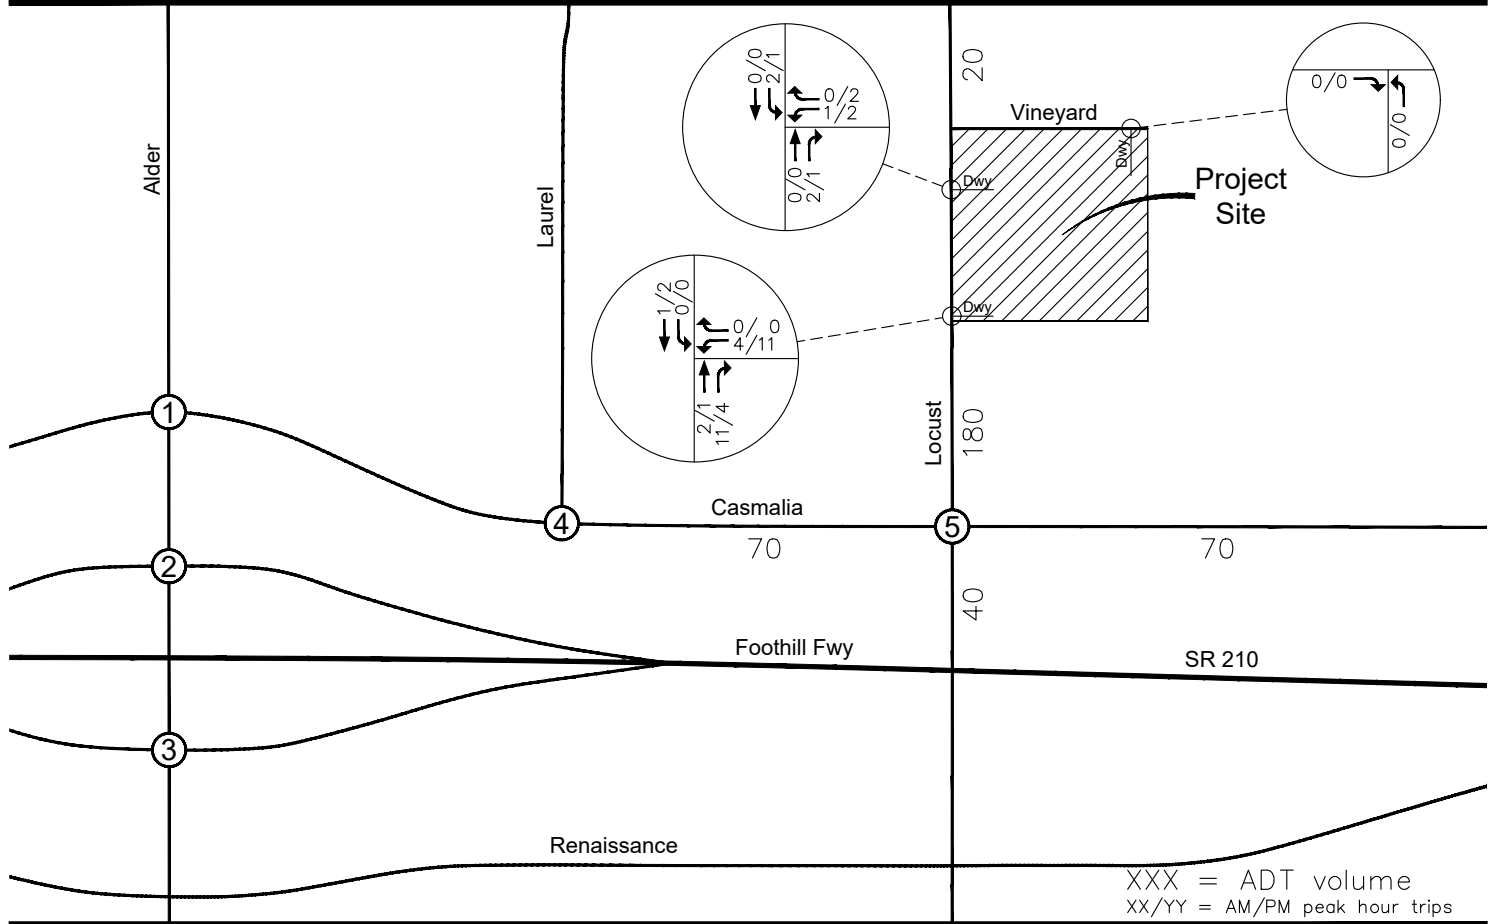 0/0
2/1
0/2
1/2
0/0
2/1
20
Vineyard
0/0
0/0
Dwy
Alder
Dwy
Project
Site
Laurel
1/2
0/0
0/ 0
4/11
2/1
11/4
Dwy
Locust
180
1
Casmalia
4
5
70
70
2
40
Foothill Fwy
SR 210
3
Renaissance
XXX = ADT volume
XX/YY = AM/PM peak hour trips